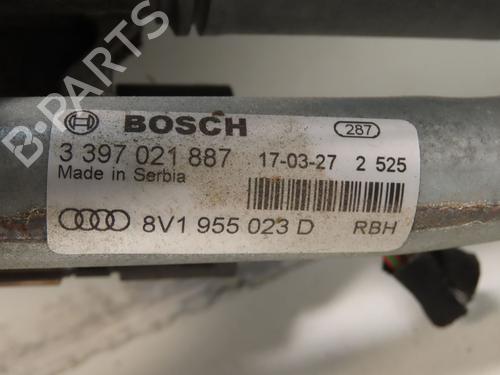 B-PARTS
BOSCH 287
3 397 021 887 17-03-27 2 525
Made in Serbia
8V1 955 023 D RBH